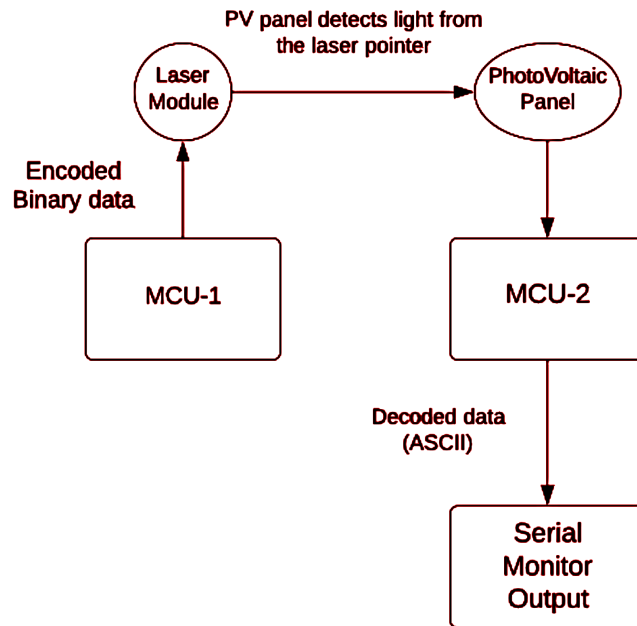 PV panel detects light from
the laser pointer
Laser
Module
PhotoVoltaic
Panel
Encoded
Binary data
MCU-1
MCU-2
Decoded data
(ASCII)
Serial
Monitor
Output